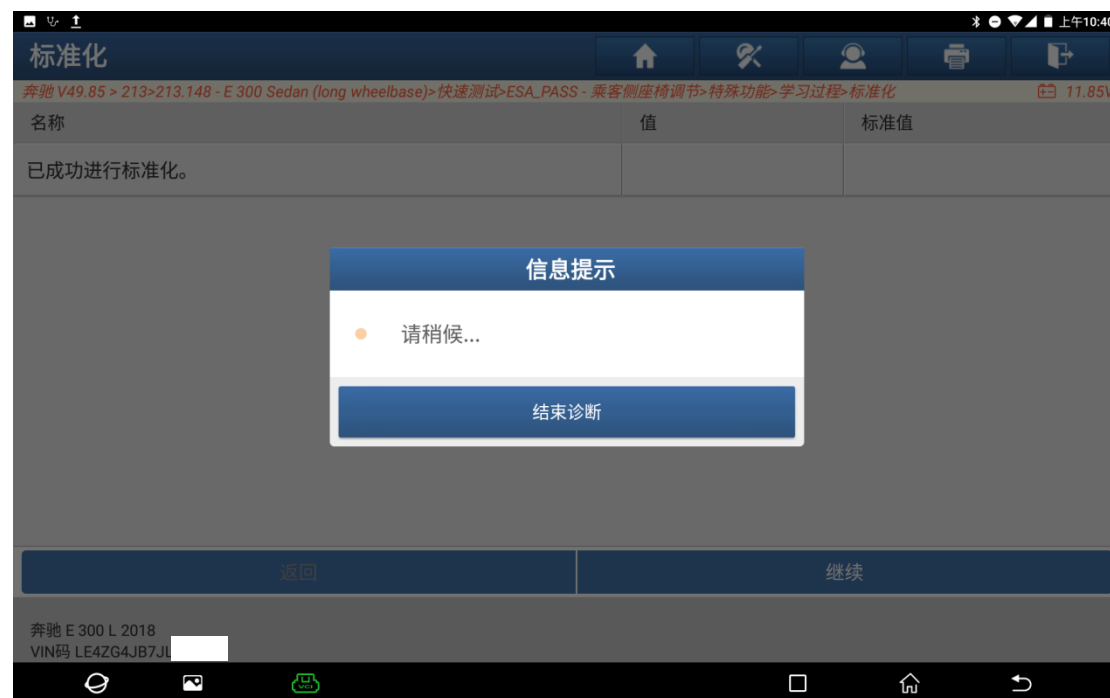 上午10:40
标准化
奔驰 V49.85 > 213>213.148 - E 300 Sedan (long wheelbase)>快速测试>ESA_PASS - 乘客侧座椅调节>特殊功能>学习过程>标准化 11.85V
名称 值 标准值
已成功进行标准化。
信息提示
请稍候...
结束诊断
返回 继续
奔驰 E 300 L 2018
VIN码 LE4ZG4JB7JL
VCI